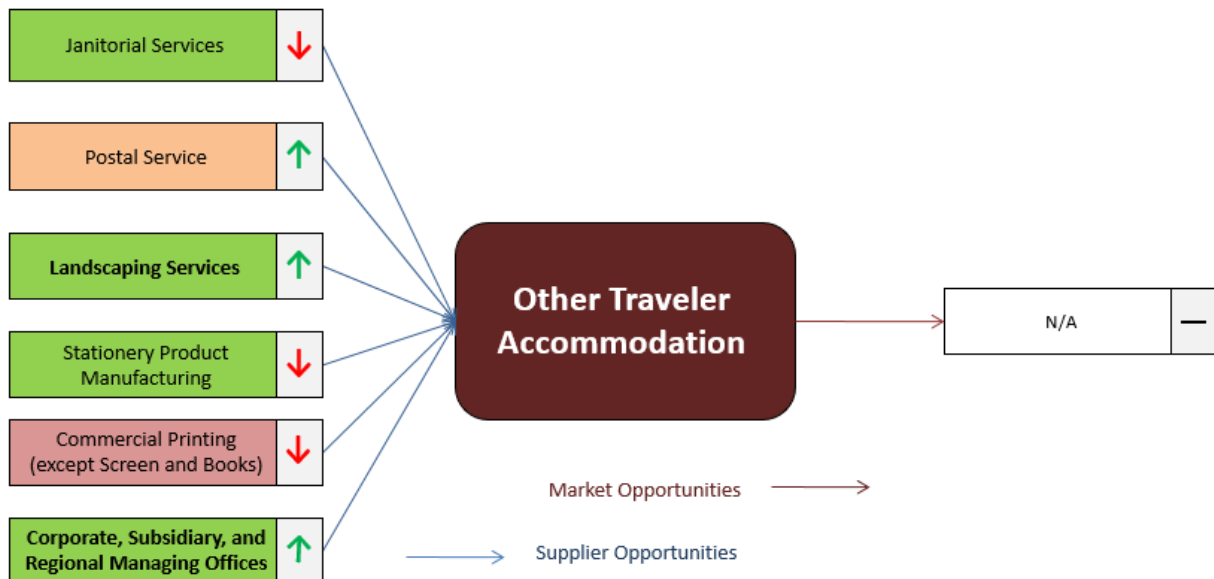 Janitorial Services
Postal Service
Landscaping Services
Stationery Product
Manufacturing
Commercial Printing
(except Screen and Books)
Corporate, Subsidiary, and
Regional Managing Offices
Other Traveler
Accommodation
N/A
Market Opportunities
Supplier Opportunities